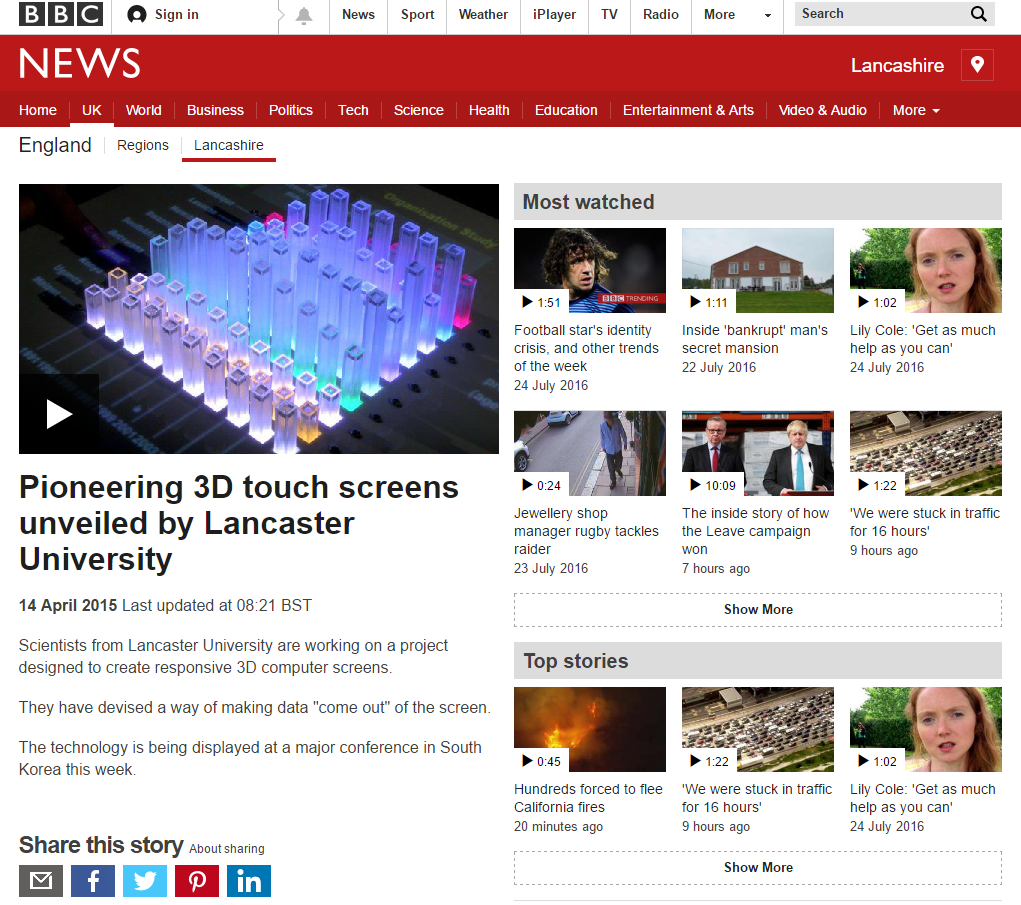 BBC Sign in News Sport Weather iPlayer TV Radio More Search
NEWS
Lancashire
Home UK World Business Politics Tech Science Health Education Entertainment & Arts Video & Audio More
England Regions Lancashire
Organisation Study
Pioneering 3D touch screens
unveiled by Lancaster
University
14 April 2015 Last updated at 08:21 BST
Scientists from Lancaster University are working on a project
designed to create responsive 3D computer screens.
They have devised a way of making data "come out" of the screen.
The technology is being displayed at a major conference in South
Korea this week.
Share this story About sharing
f
in
Most watched
BBC TRENDING
1:51
Football star's identity
crisis, and other trends
of the week
24 July 2016
1:11
Inside 'bankrupt' man's
secret mansion
22 July 2016
1:02
Lily Cole: 'Get as much
help as you can'
24 July 2016
0:24
Jewellery shop
manager rugby tackles
raider
23 July 2016
10:09
The inside story of how
the Leave campaign
won
7 hours ago
1:22
'We were stuck in traffic
for 16 hours'
9 hours ago
Show More
Top stories
0:45
Hundreds forced to flee
California fires
20 minutes ago
1:22
'We were stuck in traffic
for 16 hours'
9 hours ago
1:02
Lily Cole: 'Get as much
help as you can'
24 July 2016
Show More